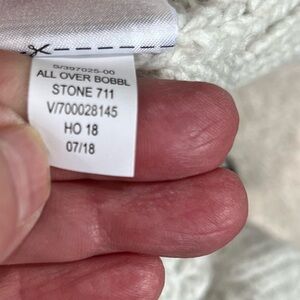 5/397025-00
ALL OVER BOBBL
STONE 711
V/700028145
HO 18
07/18